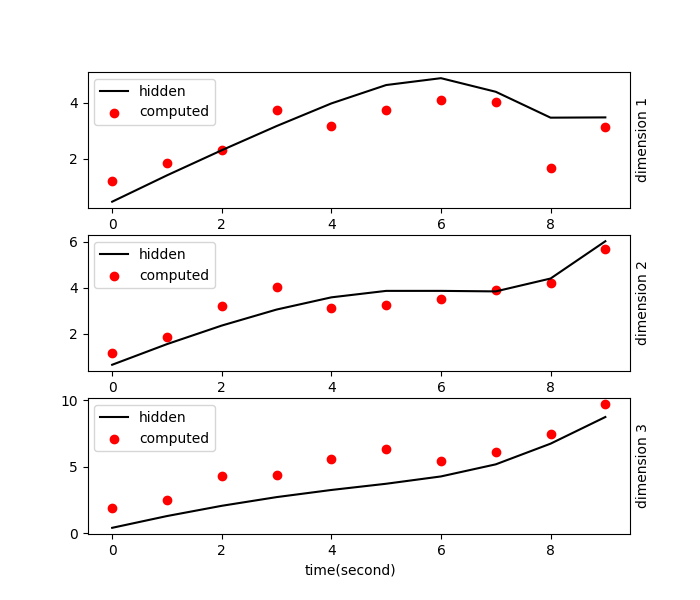 hidden
computed
4
2
0 2 4 6 8
dimension 1
hidden
computed
6
4
2
0 2 4 6 8
dimension 2
hidden
computed
10
5
0
0 2 4 6 8
dimension 3
time(second)